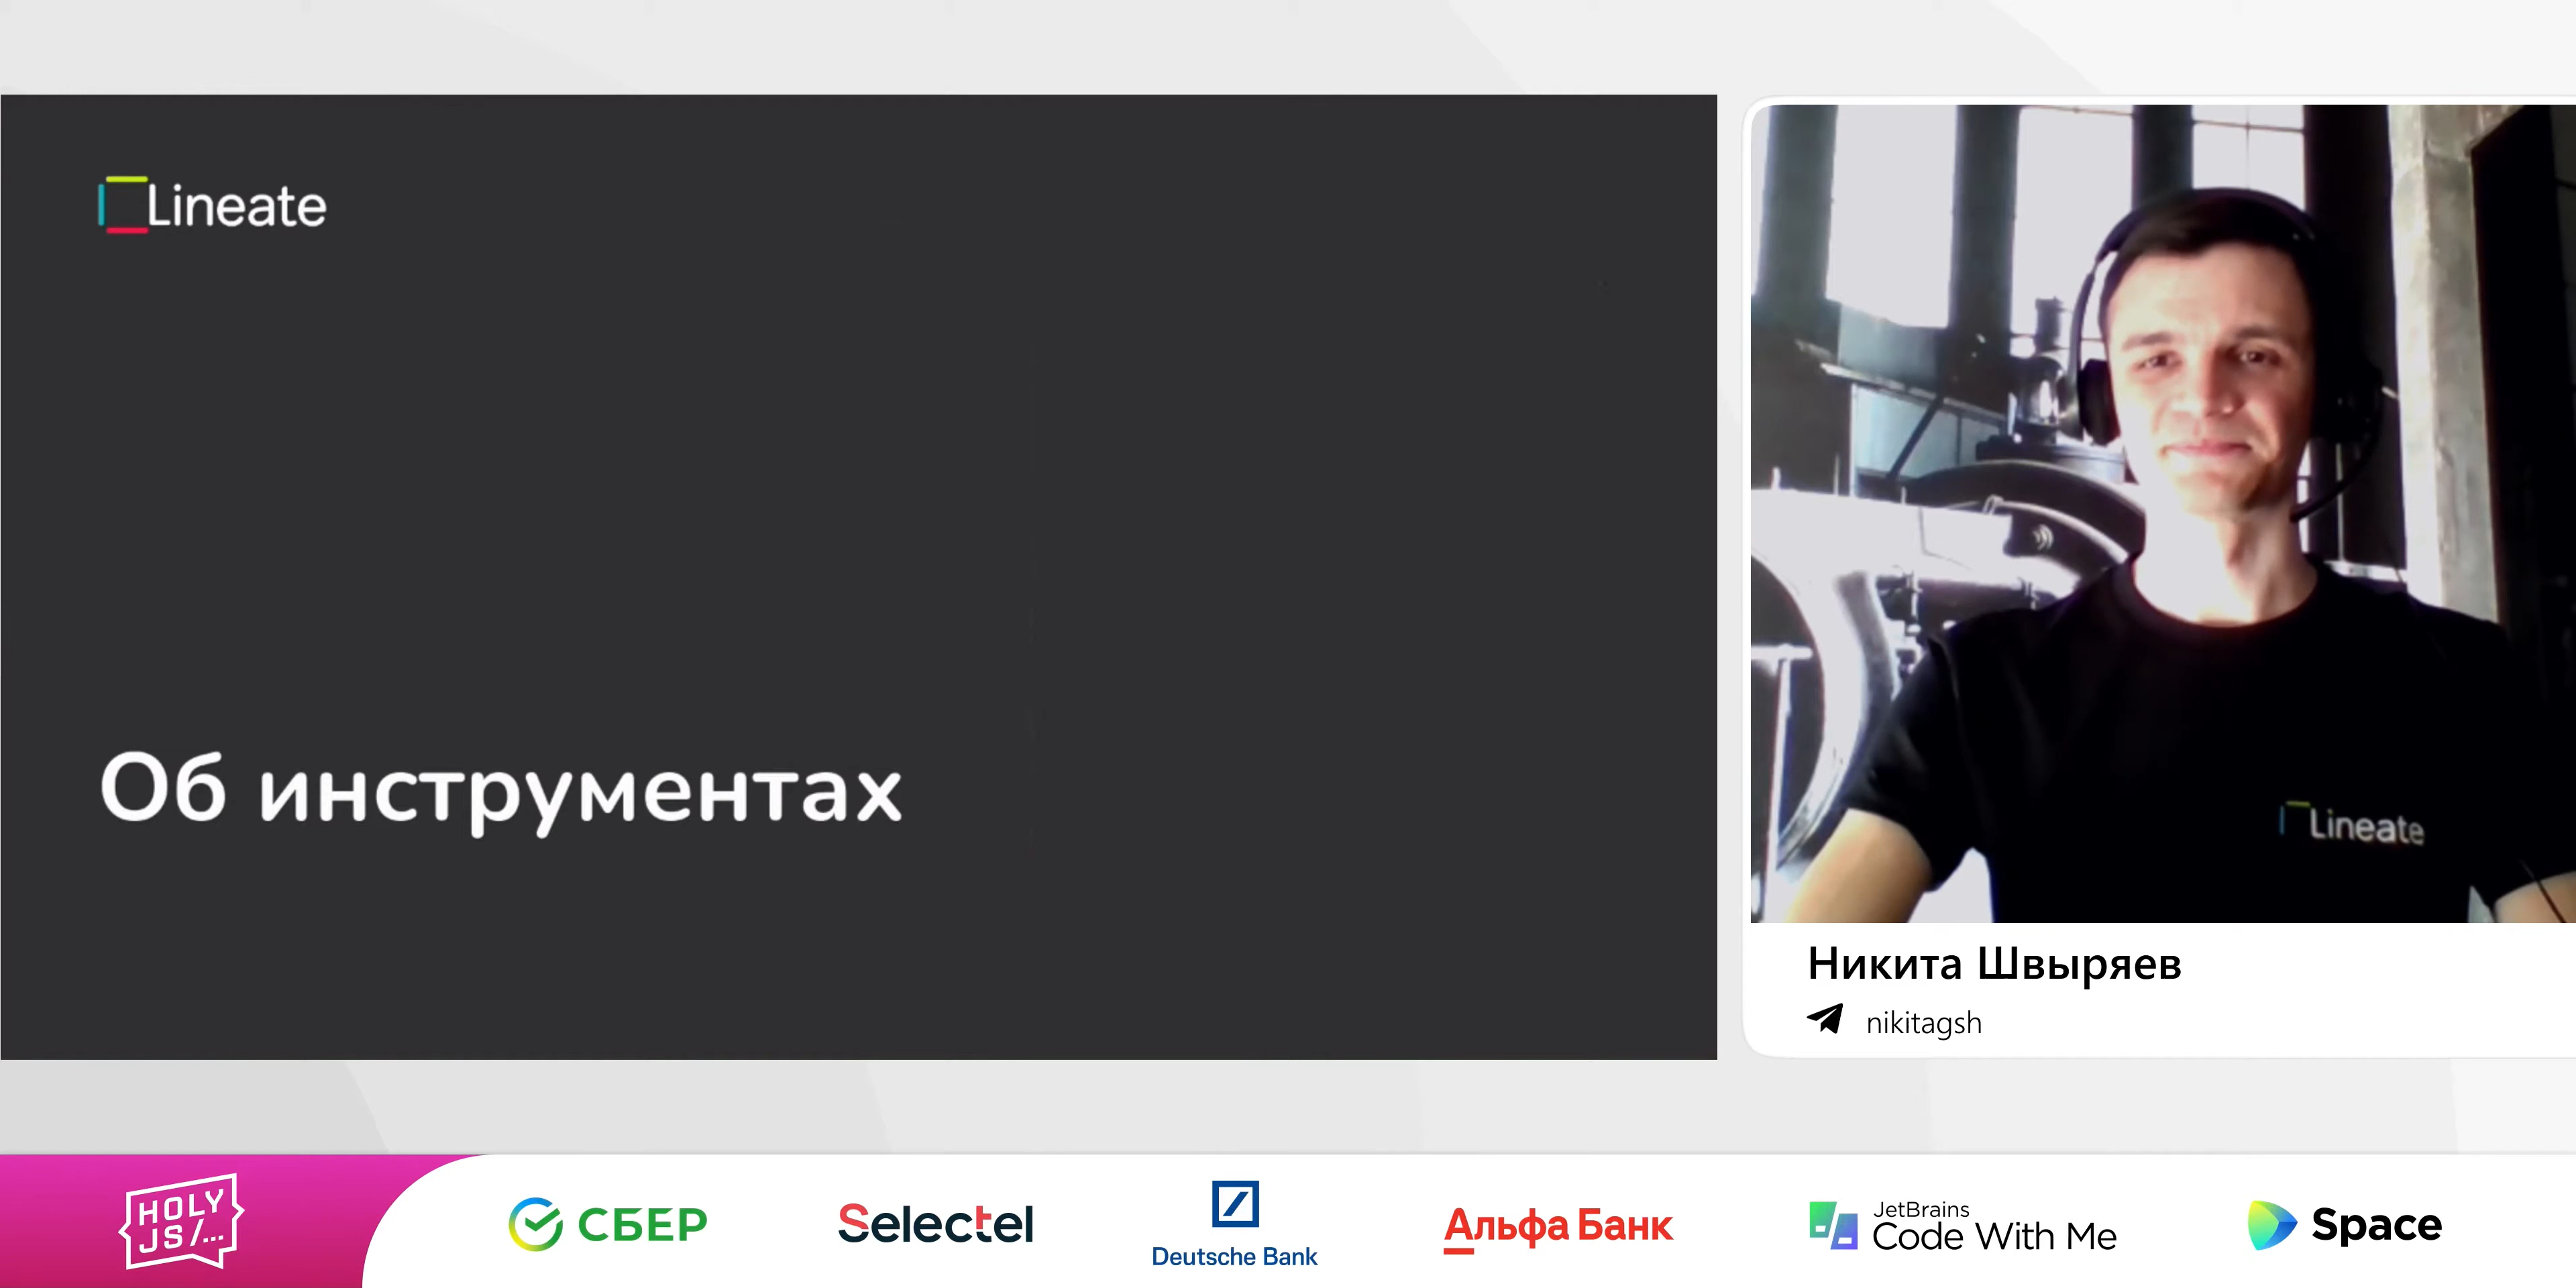 Lineate
Об инструментах
Lineate
Никита Швыряев
nikitagsh
HOLY
JS/...
СБЕР
Selectel
Deutsche Bank
Альфа Банк
JetBrains
Code With Me
Space